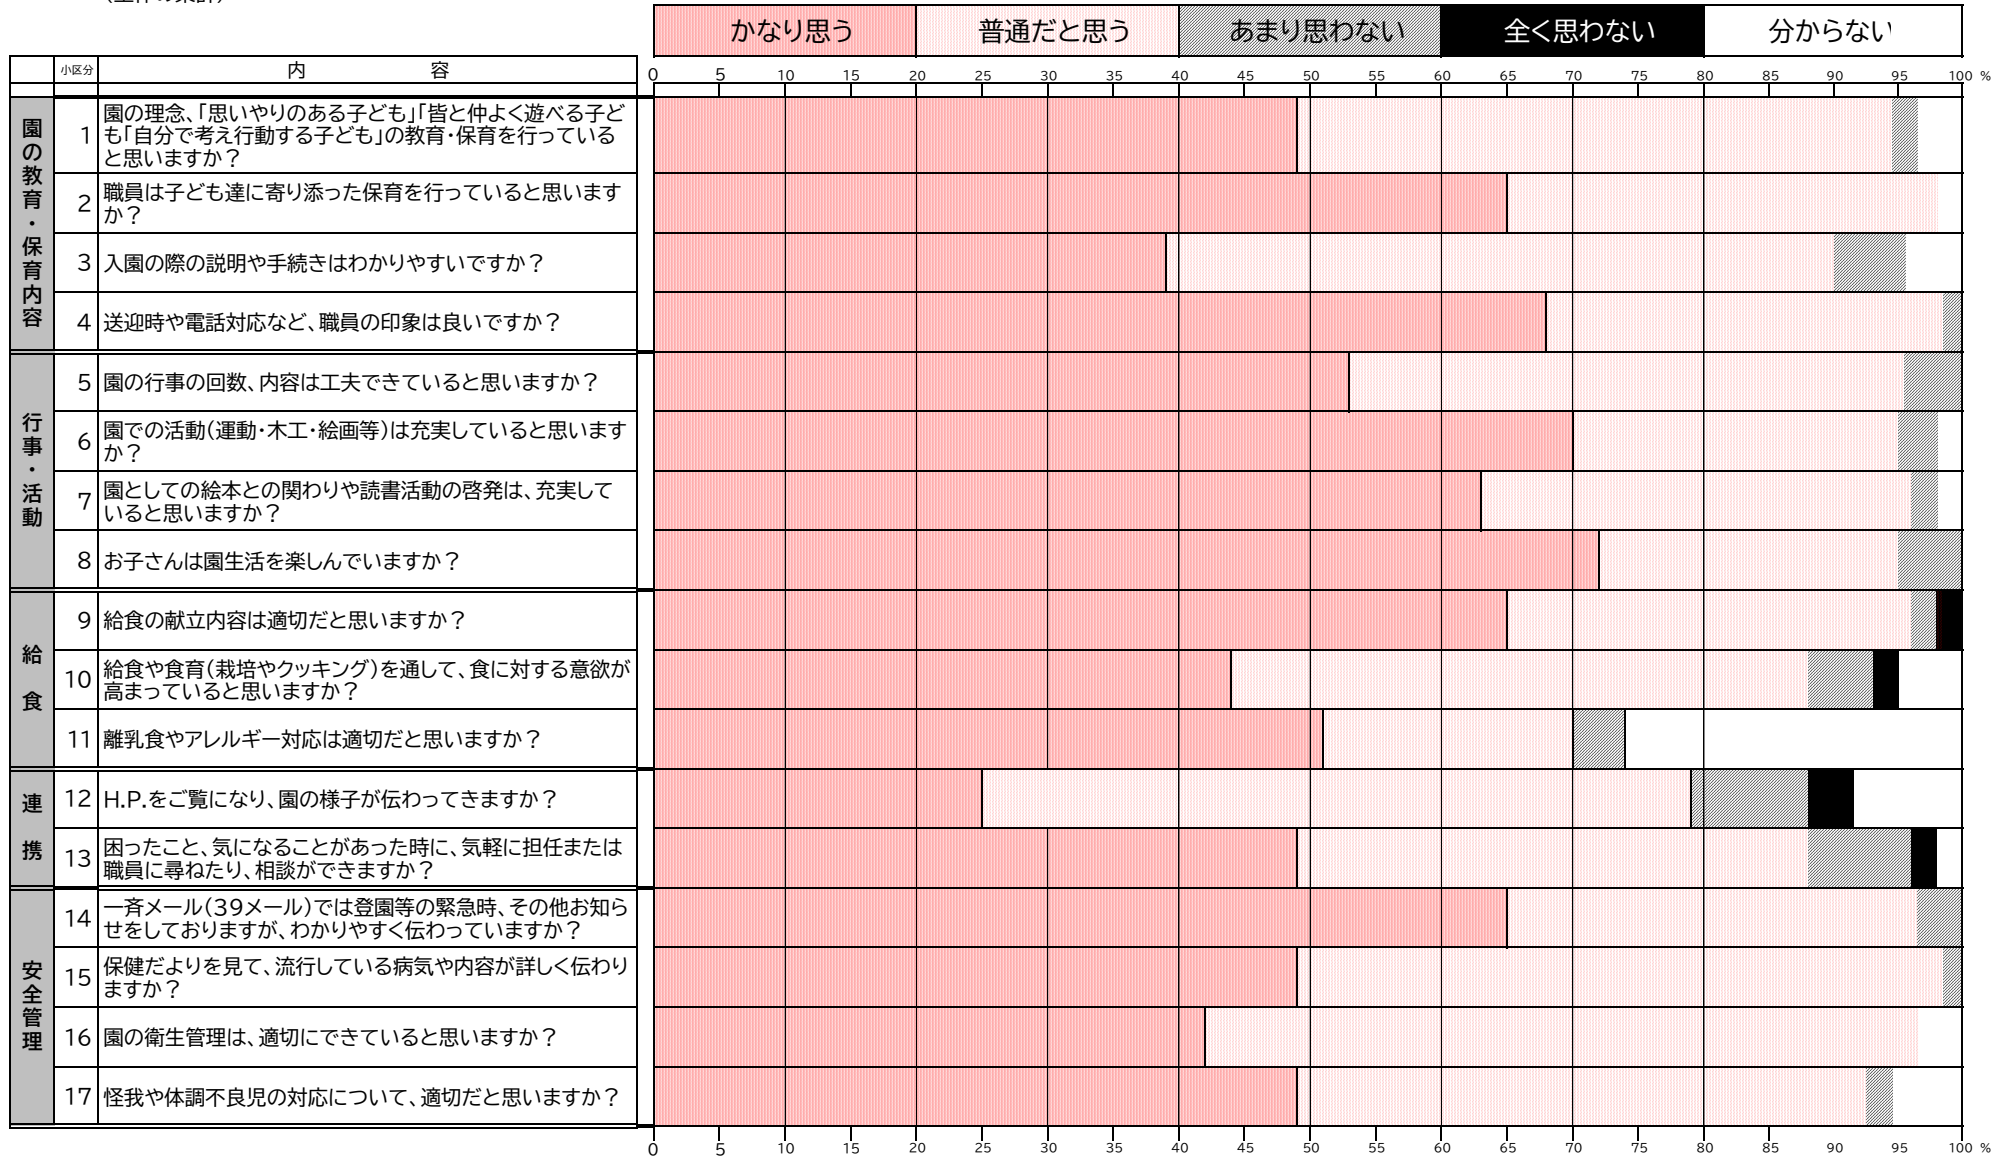 かなり思う 普通だと思う あまり思わない 全く思わない 分からない
小区分 内 容
0 5 10 15 20 25 30 35 40 45 50 55 60 65 70 75 80 85 90 95 100 %
園の教育・保育内容
1 園の理念、「思いやりのある子ども」「皆と仲よく遊べる子ど
も「自分で考え行動する子ども」の教育・保育を行っている
と思いますか？
2 職員は子ども達に寄り添った保育を行っていると思います
か？
3 入園の際の説明や手続きはわかりやすいですか？
4 送迎時や電話対応など、職員の印象は良いですか？
行事・活動
5 園の行事の回数、内容は工夫できていると思いますか？
6 園での活動(運動・木工・絵画等)は充実していると思います
か？
7 園としての絵本との関わりや読書活動の啓発は、充実して
いると思いますか？
8 お子さんは園生活を楽しんでいますか？
給食
9 給食の献立内容は適切だと思いますか？
10 給食や食育(栽培やクッキング)を通して、食に対する意欲が
高まっていると思いますか？
11 離乳食やアレルギー対応は適切だと思いますか？
連携
12 H.P.をご覧になり、園の様子が伝わってきますか？
13 困ったこと、気になることがあった時に、気軽に担任または
職員に尋ねたり、相談ができますか？
安全管理
14 一斉メール(39メール)では登園等の緊急時、その他お知ら
せをしておりますが、わかりやすく伝わっていますか？
15 保健だよりを見て、流行している病気や内容が詳しく伝わり
ますか？
16 園の衛生管理は、適切にできていると思いますか？
17 怪我や体調不良児の対応について、適切だと思いますか？
0 5 10 15 20 25 30 35 40 45 50 55 60 65 70 75 80 85 90 95 100 %